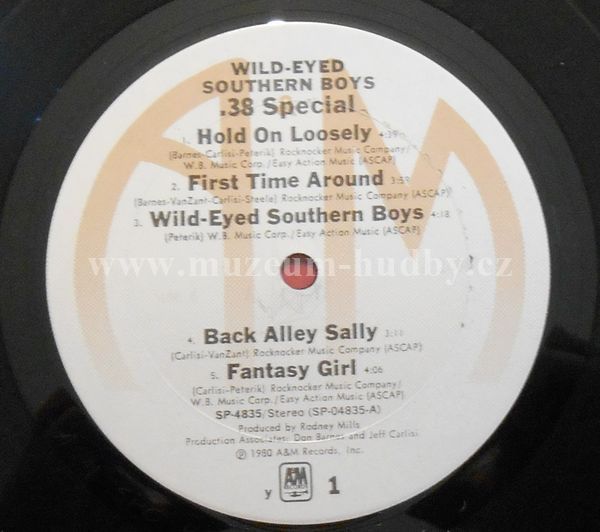 WILD-EYED
SOUTHERN BOYS
.38 Special
1. Hold On Loosely 4:39
(Barnes-Carlisi-Peterik) Rocknocker Music Company/
W.B. Music Corp./Easy Action Music (ASCAP)
2. First Time Around 3:59
(Barnes-VanZant-Carlisi-Steele) Rocknocker Music Company (ASCAP)
3. Wild-Eyed Southern Boys 4:18
(Peterik) W.B. Music Corp./Easy Action Music (ASCAP)
www.muzeum-hudby.cz
4. Back Alley Sally 3:11
(Carlisi-VanZant) Rocknocker Music Company (ASCAP)
5. Fantasy Girl 4:06
(Carlisi-Peterik) Rocknocker Music Company/
W.B. Music Corp./Easy Action Music (ASCAP)
SP-4835/Stereo (SP-04835-A)
Produced by Rodney Mills
Production Associates: Don Barnes and Jeff Carlisi
℗ 1980 A&M Records, Inc.
y A&M RECORDS 1